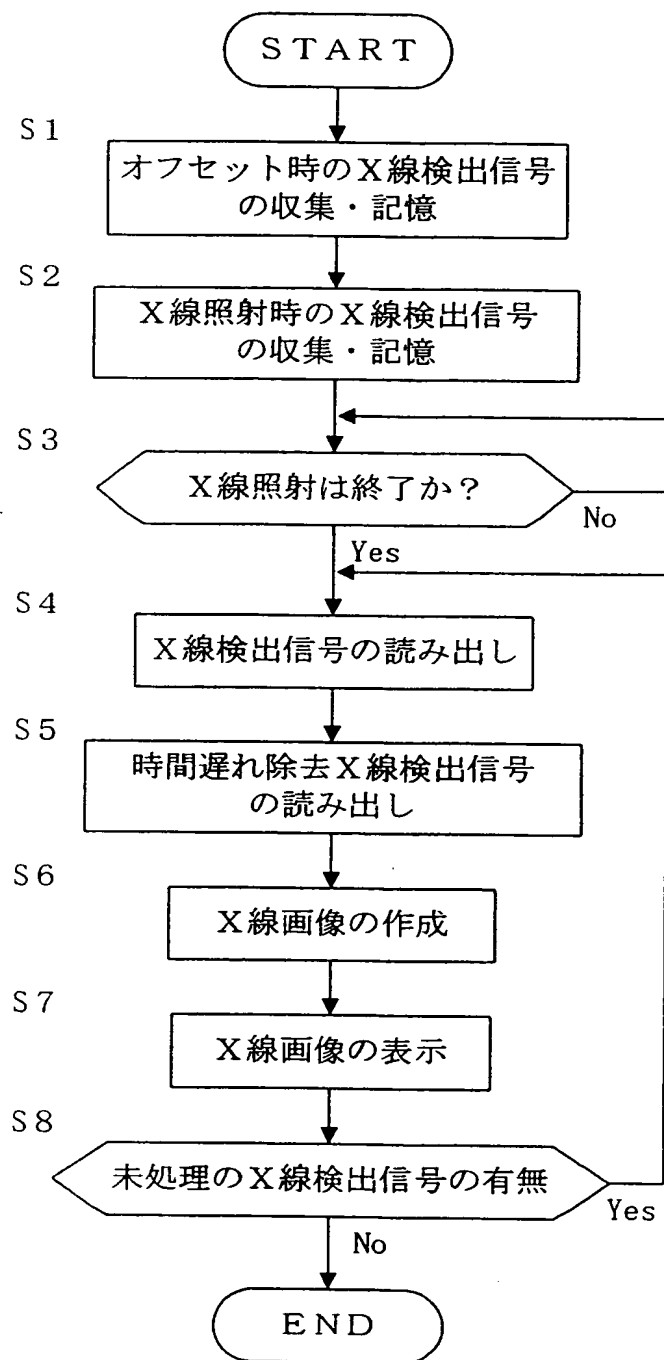 START
S1
オフセット時のX線検出信号
の収集・記憶
S2
X線照射時のX線検出信号
の収集・記憶
S3
X線照射は終了か?
No
Yes
S4
X線検出信号の読み出し
S5
時間遅れ除去X線検出信号
の読み出し
S6
X線画像の作成
S7
X線画像の表示
S8
未処理のX線検出信号の有無
Yes
No
END